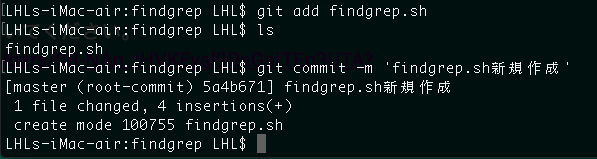 [LHLs-iMac-air:findgrep LHL$ git add findgrep.sh
[LHLs-iMac-air:findgrep LHL$ ls
findgrep.sh
[LHLs-iMac-air:findgrep LHL$ git commit -m 'findgrep.sh新規作成'
[master (root-commit) 5a4b671] findgrep.sh新規作成
 1 file changed, 4 insertions(+)
 create mode 100755 findgrep.sh
LHLs-iMac-air:findgrep LHL$